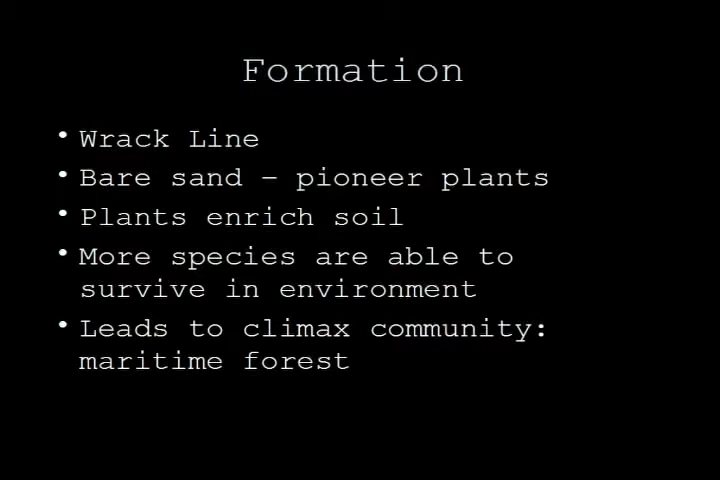 Formation
• Wrack Line
• Bare sand – pioneer plants
• Plants enrich soil
• More species are able to
survive in environment
• Leads to climax community:
maritime forest